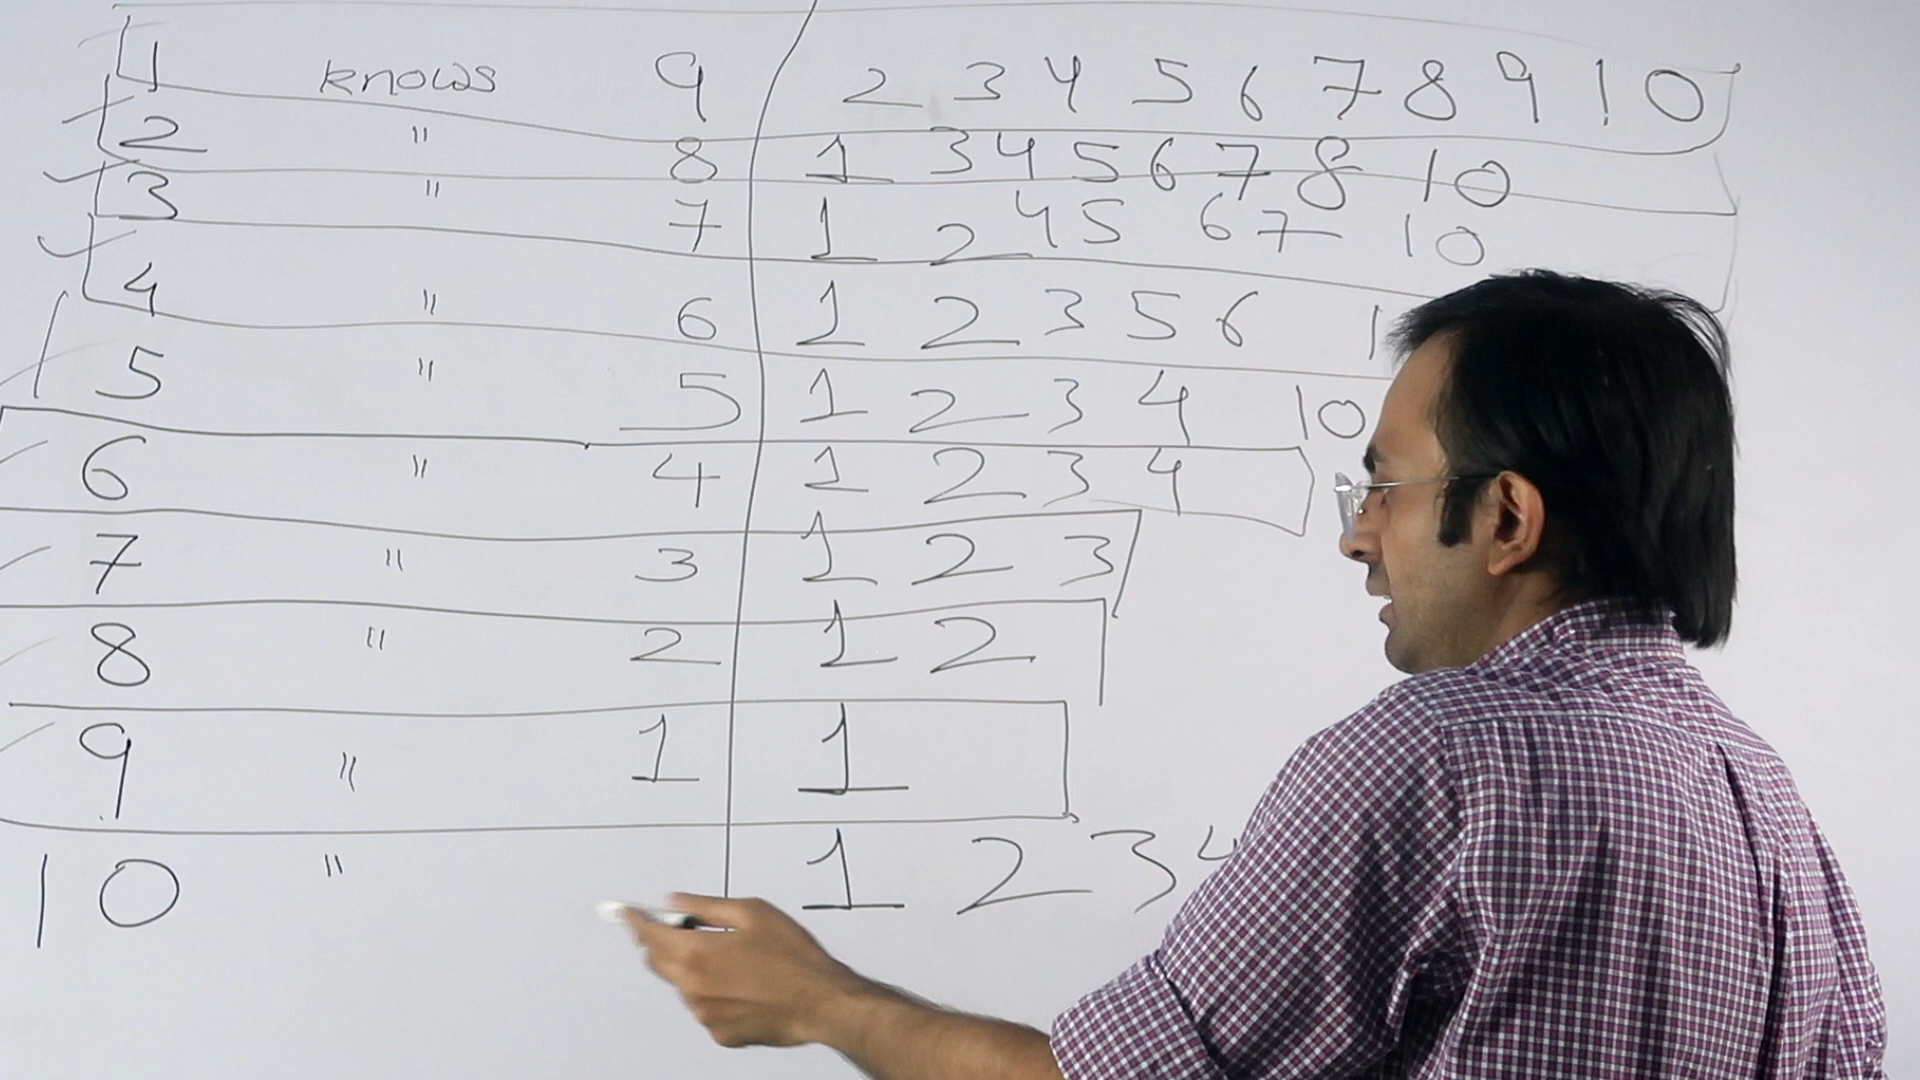 1 knows 9 2 3 4 5 6 7 8 9 10
2 " 8 1 3 4 5 6 7 8 10
3 " 7 1 2 4 5 6 7 10
4 " 6 1 2 3 5 6 1
5 " 5 1 2 3 4 10
6 " 4 1 2 3 4
7 " 3 1 2 3
8 " 2 1 2
9 " 1 1
10 " 1 2 3 4